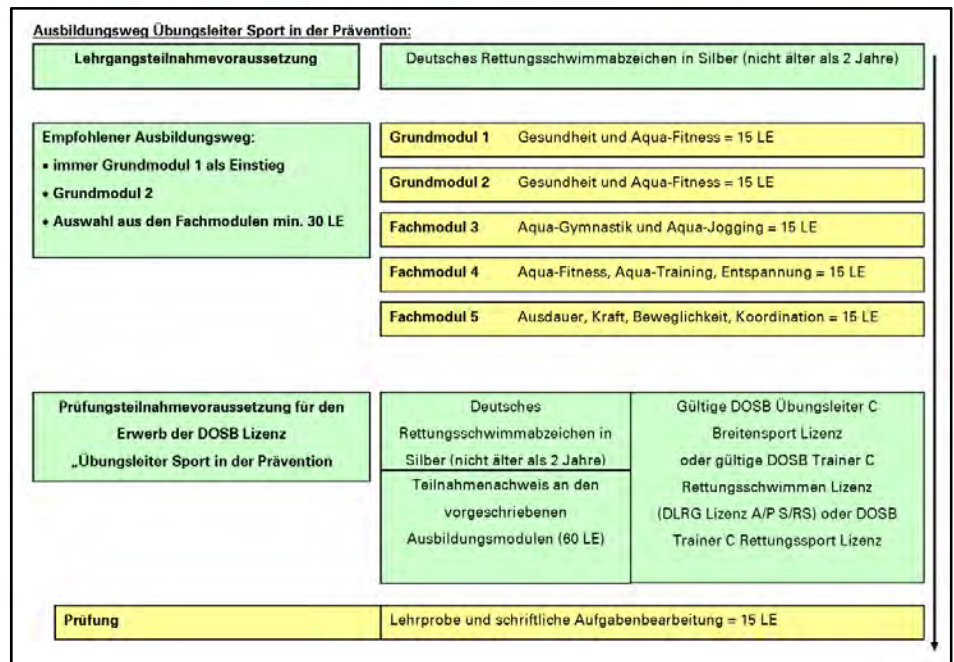 Ausbildungsweg Übungsleiter Sport in der Prävention:
Lehrgangsteilnahmevoraussetzung
Deutsches Rettungsschwimmabzeichen in Silber (nicht älter als 2 Jahre)
Empfohlener Ausbildungsweg:
• immer Grundmodul 1 als Einstieg
• Grundmodul 2
• Auswahl aus den Fachmodulen min. 30 LE
Grundmodul 1 Gesundheit und Aqua-Fitness = 15 LE
Grundmodul 2 Gesundheit und Aqua-Fitness = 15 LE
Fachmodul 3 Aqua-Gymnastik und Aqua-Jogging = 15 LE
Fachmodul 4 Aqua-Fitness, Aqua-Training, Entspannung = 15 LE
Fachmodul 5 Ausdauer, Kraft, Beweglichkeit, Koordination = 15 LE
Prüfungsteilnahmevoraussetzung für den
Erwerb der DOSB Lizenz
„Übungsleiter Sport in der Prävention
Deutsches
Rettungsschwimmabzeichen in
Silber (nicht älter als 2 Jahre)
Teilnahmenachweis an den
vorgeschriebenen
Ausbildungsmodulen (60 LE)
Gültige DOSB Übungsleiter C
Breitensport Lizenz
oder gültige DOSB Trainer C
Rettungsschwimmen Lizenz
(DLRG Lizenz A/P S/RS) oder DOSB
Trainer C Rettungssport Lizenz
Prüfung
Lehrprobe und schriftliche Aufgabenbearbeitung = 15 LE